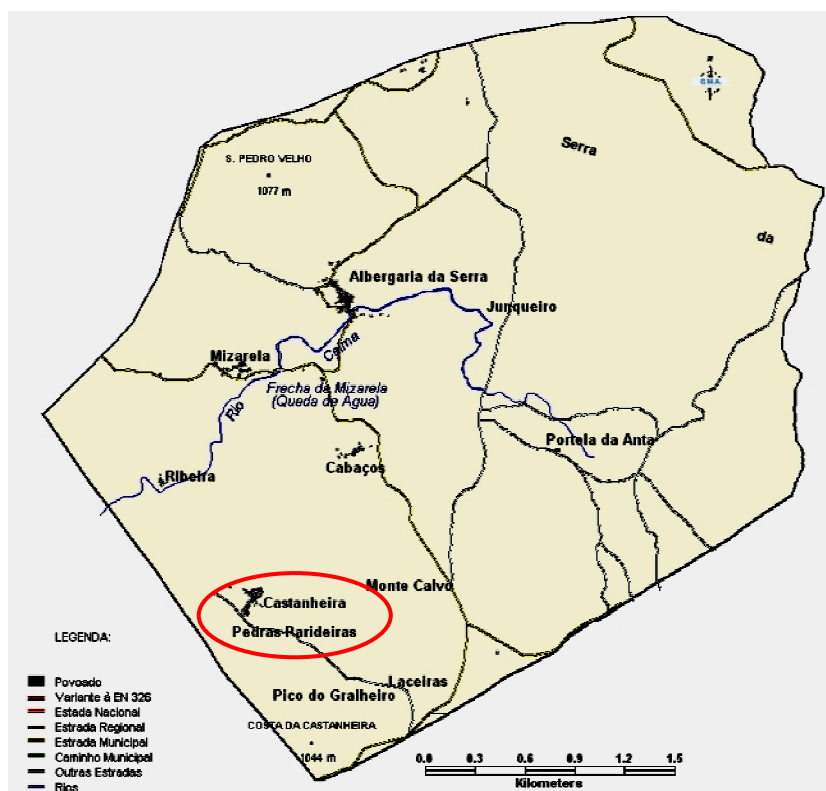 C.M.A.
Serra
S. PEDRO VELHO
1077 m
da
Albergaria da Serra
Junqueiro
Caima
Mizarela
Frecha da Mizarela
(Queda de Água)
Rio
Portela da Anta
Cabaços
Ribeira
Monte Calvo
Castanheira
Pedras Parideiras
LEGENDA:
Laceiras
Pico do Gralheiro
COSTA DA CASTANHEIRA
1044 m
Povoado
Variante à EN 326
Estada Nacional
Estrada Regional
Estrada Municipal
Caminho Municipal
Outras Estradas
Rios
0.0 0.3 0.6 0.9 1.2 1.5
Kilometers